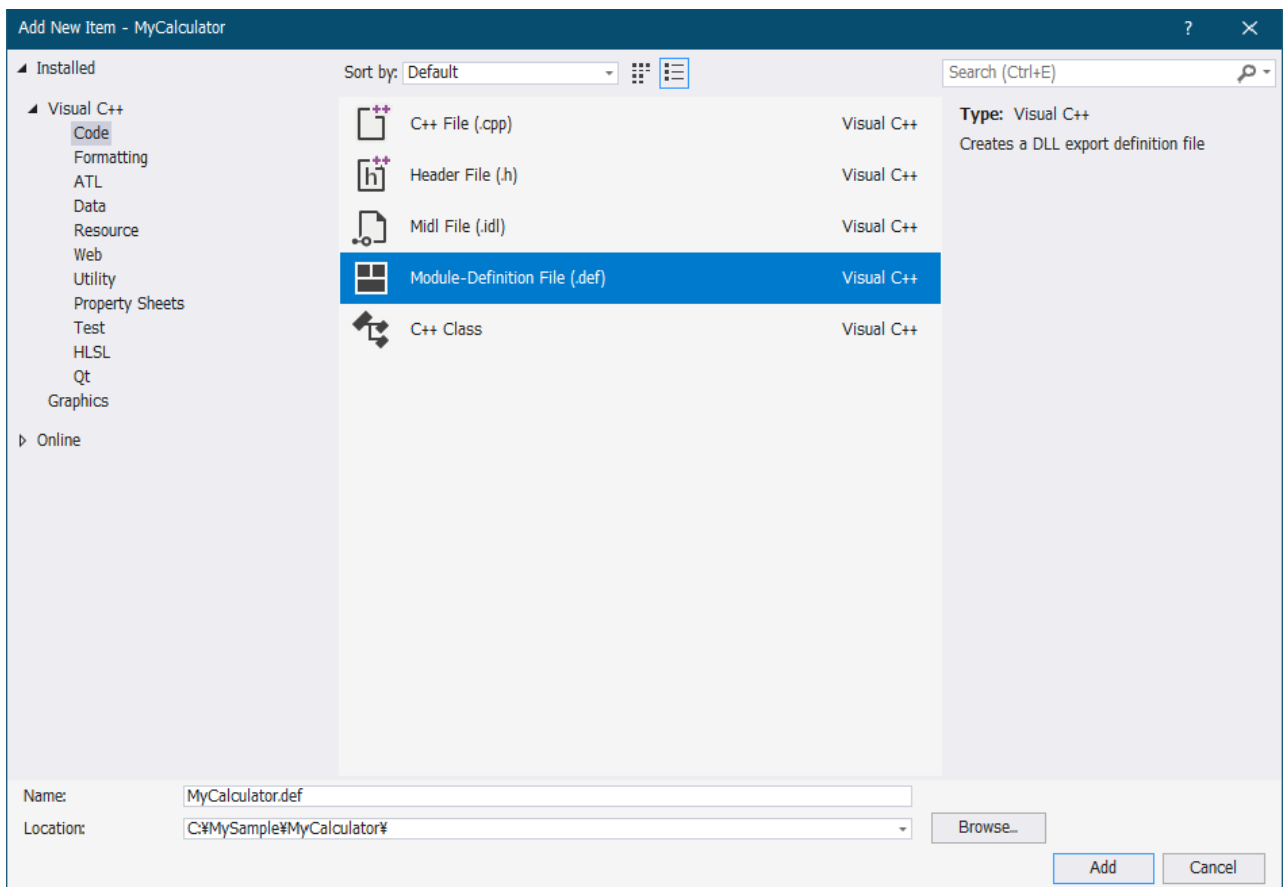 Add New Item - MyCalculator
?
Installed
Sort by: Default
Search (Ctrl+E)
Visual C++
Code
Formatting
ATL
Data
Resource
Web
Utility
Property Sheets
Test
HLSL
Qt
Graphics
Online
C++ File (.cpp) Visual C++
Header File (.h) Visual C++
Midl File (.idl) Visual C++
Module-Definition File (.def) Visual C++
C++ Class Visual C++
Type: Visual C++
Creates a DLL export definition file
Name: MyCalculator.def
Location: C:¥MySample¥MyCalculator¥
Browse...
Add
Cancel